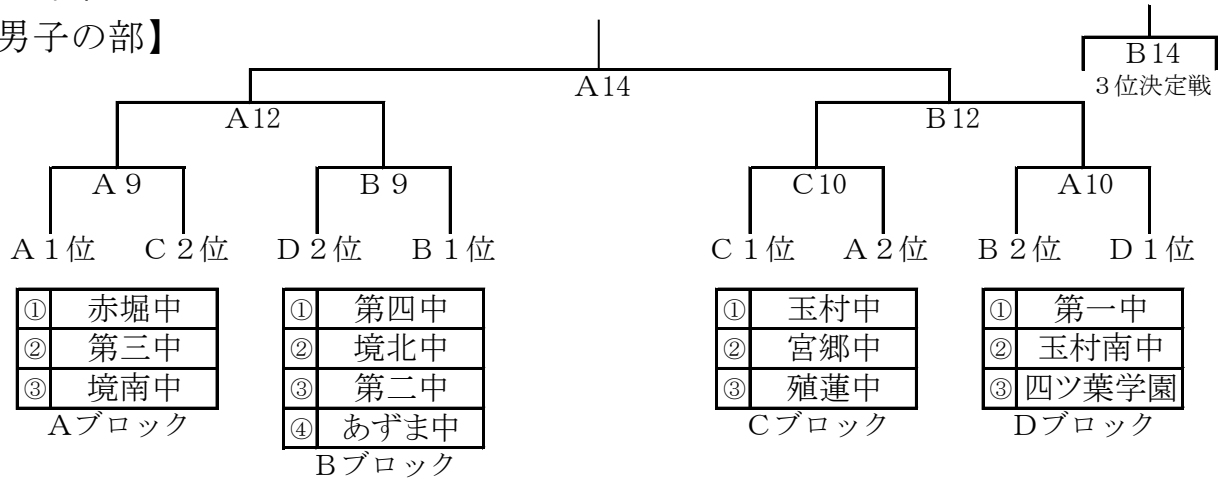 男子の部】
B14
3位決定戦
A14
A12
B12
A 9
B 9
C10
A10
A 1位 C 2位 D 2位 B 1位 C 1位 A 2位 B 2位 D 1位
① 赤堀中 ① 第四中 ① 玉村中 ① 第一中
② 第三中 ② 境北中 ② 宮郷中 ② 玉村南中
③ 境南中 ③ 第二中 ③ 殖蓮中 ③ 四ツ葉学園
Aブロック ④ あずま中 Cブロック Dブロック
Bブロック